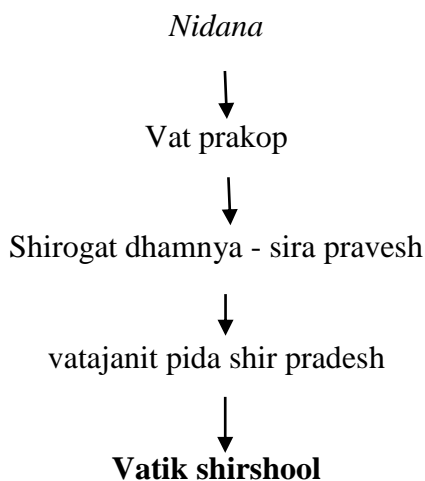 Nidana
Vat prakop
Shirogat dhamnya - sira pravesh
vatajanit pida shir pradesh
Vatik shirshool